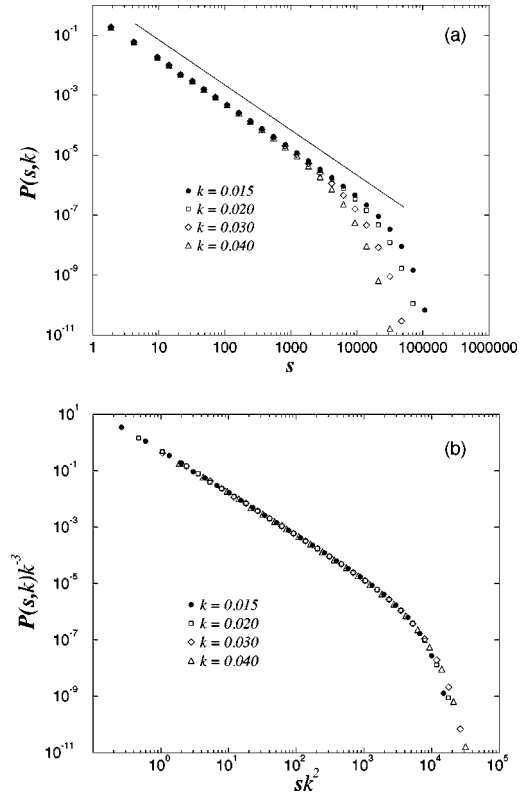 (a)
P(s,k)
10^-1
10^-3
10^-5
10^-7
10^-9
10^-11
k = 0.015
k = 0.020
k = 0.030
k = 0.040
1 10 100 1000 10000 100000 1000000
s
(b)
P(s,k)k^-3
10^1
10^-1
10^-3
10^-5
10^-7
10^-9
10^-11
k = 0.015
k = 0.020
k = 0.030
k = 0.040
10^0 10^1 10^2 10^3 10^4 10^5
sk^2